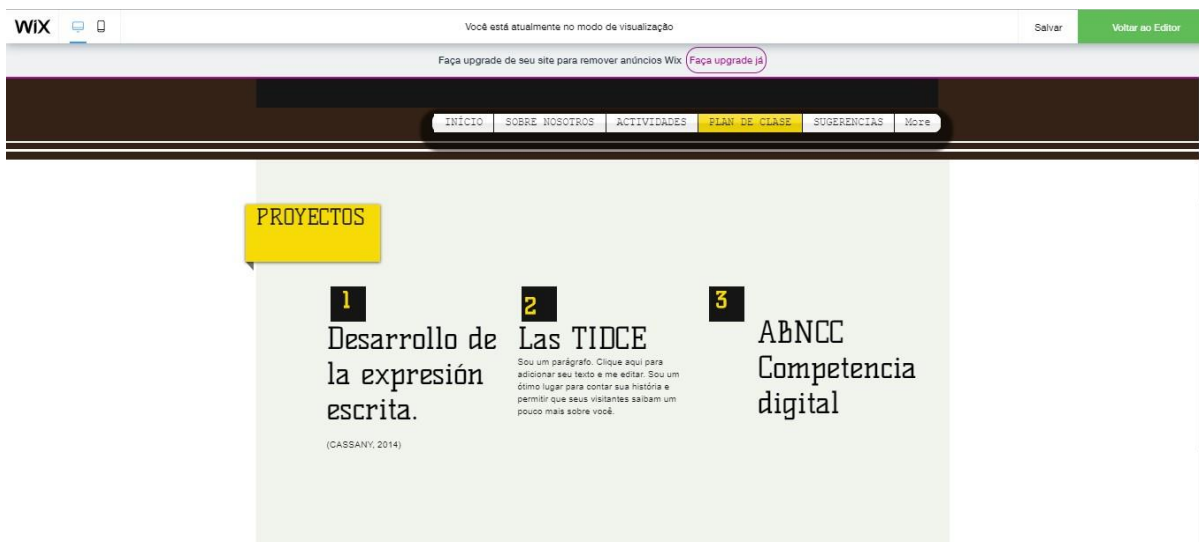 WiX
Você está atualmente no modo de visualização
Salvar
Voltar ao Editor
Faça upgrade de seu site para remover anúncios Wix
Faça upgrade já
INÍCIO
SOBRE NOSOTROS
ACTIVIDADES
PLAN DE CLASE
SUGERENCIAS
More
PROYECTOS
1
Desarrollo de
la expresión
escrita.
(CASSANY, 2014)
2
Las TIDCE
Sou um parágrafo. Clique aqui para
adicionar seu texto e me editar. Sou um
ótimo lugar para contar sua história e
permitir que seus visitantes saibam um
pouco mais sobre você.
3
ABNCC
Competencia
digital